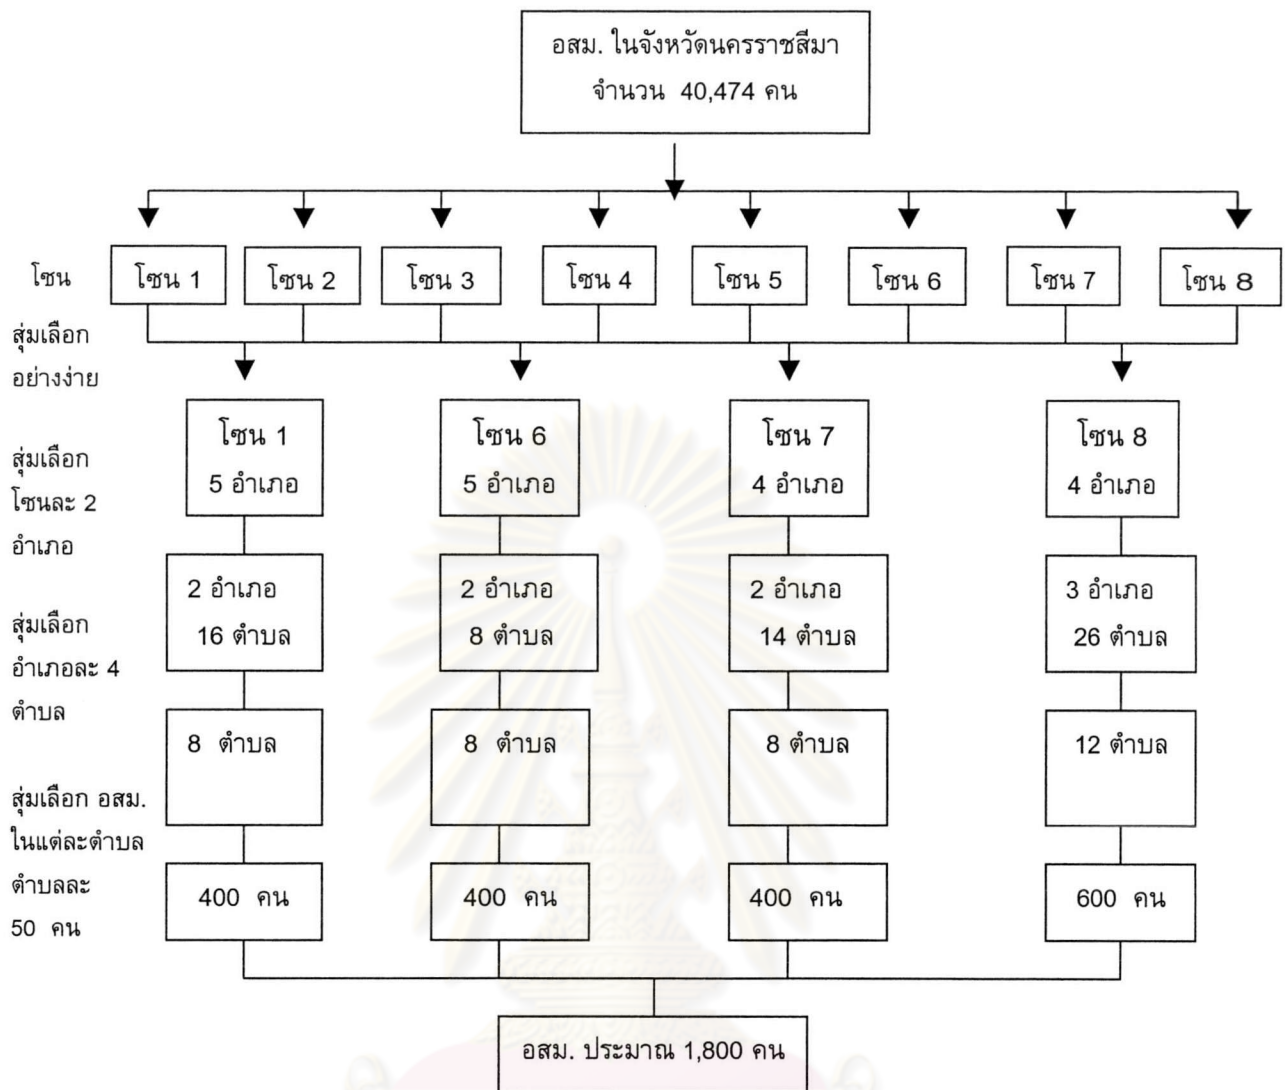 อสม. ในจังหวัดนครราชสีมา
จำนวน 40,474 คน
โซน
โซน 1
โซน 2
โซน 3
โซน 4
โซน 5
โซน 6
โซน 7
โซน 8
สุ่มเลือก
อย่างง่าย
โซน 1
5 อำเภอ
โซน 6
5 อำเภอ
โซน 7
4 อำเภอ
โซน 8
4 อำเภอ
สุ่มเลือก
โซนละ 2
อำเภอ
2 อำเภอ
16 ตำบล
2 อำเภอ
8 ตำบล
2 อำเภอ
14 ตำบล
3 อำเภอ
26 ตำบล
สุ่มเลือก
อำเภอละ 4
ตำบล
8 ตำบล
8 ตำบล
8 ตำบล
12 ตำบล
สุ่มเลือก อสม.
ในแต่ละตำบล
ตำบลละ
50 คน
400 คน
400 คน
400 คน
600 คน
อสม. ประมาณ 1,800 คน